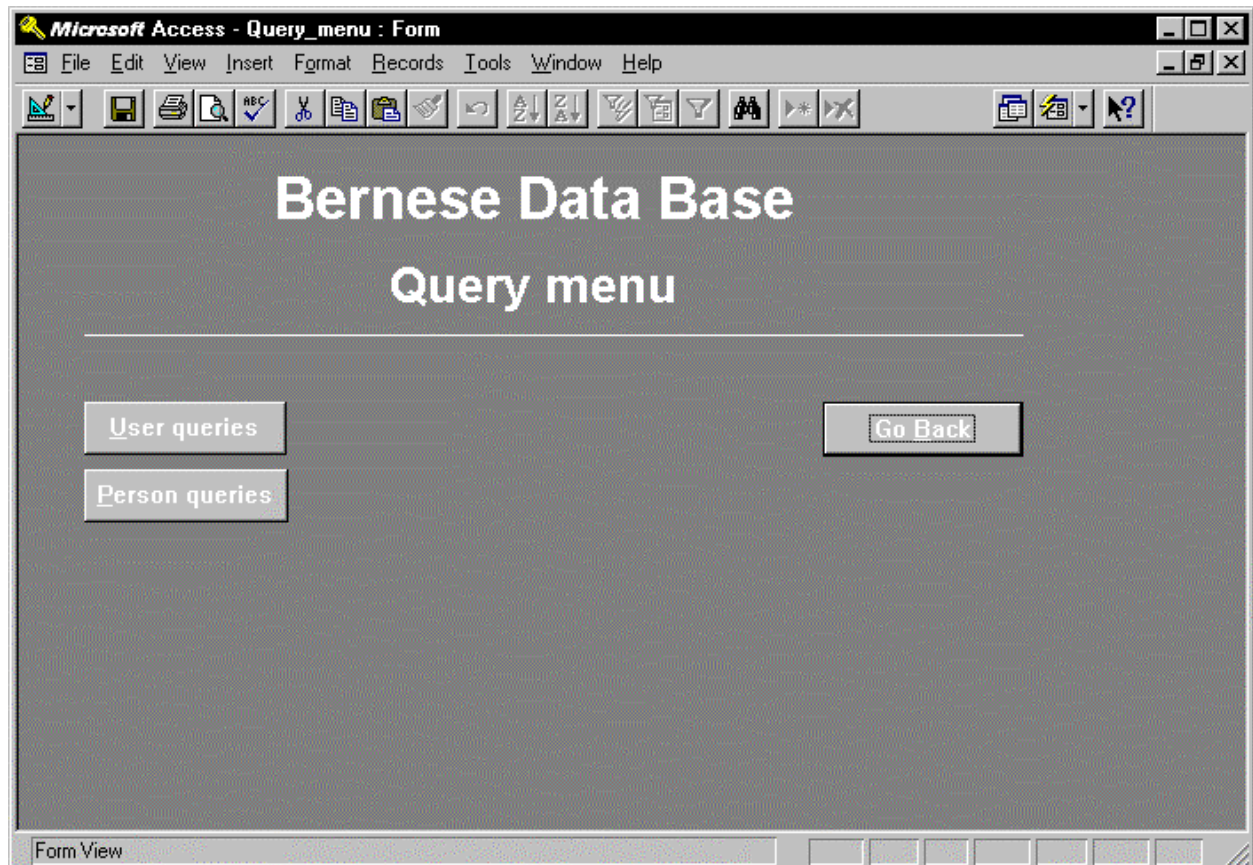 Microsoft Access - Query_menu : Form
File Edit View Insert Format Records Tools Window Help
ABC
Bernese Data Base
Query menu
User queries
Go Back
Person queries
Form View